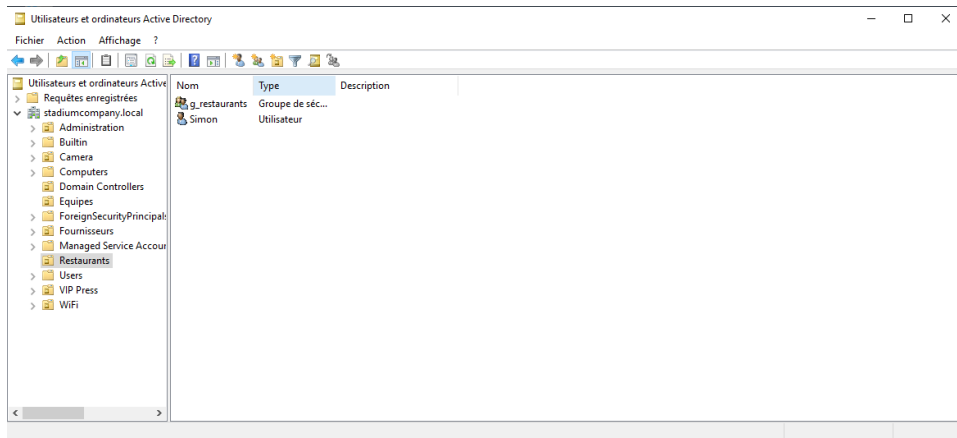 Utilisateurs et ordinateurs Active Directory
Fichier Action Affichage ?
Utilisateurs et ordinateurs Active
Requêtes enregistrées
stadiumcompany.local
Administration
Builtin
Camera
Computers
Domain Controllers
Equipes
ForeignSecurityPrincipals
Fournisseurs
Managed Service Accour
Restaurants
Users
VIP Press
WiFi
Nom Type Description
g_restaurants Groupe de séc...
Simon Utilisateur